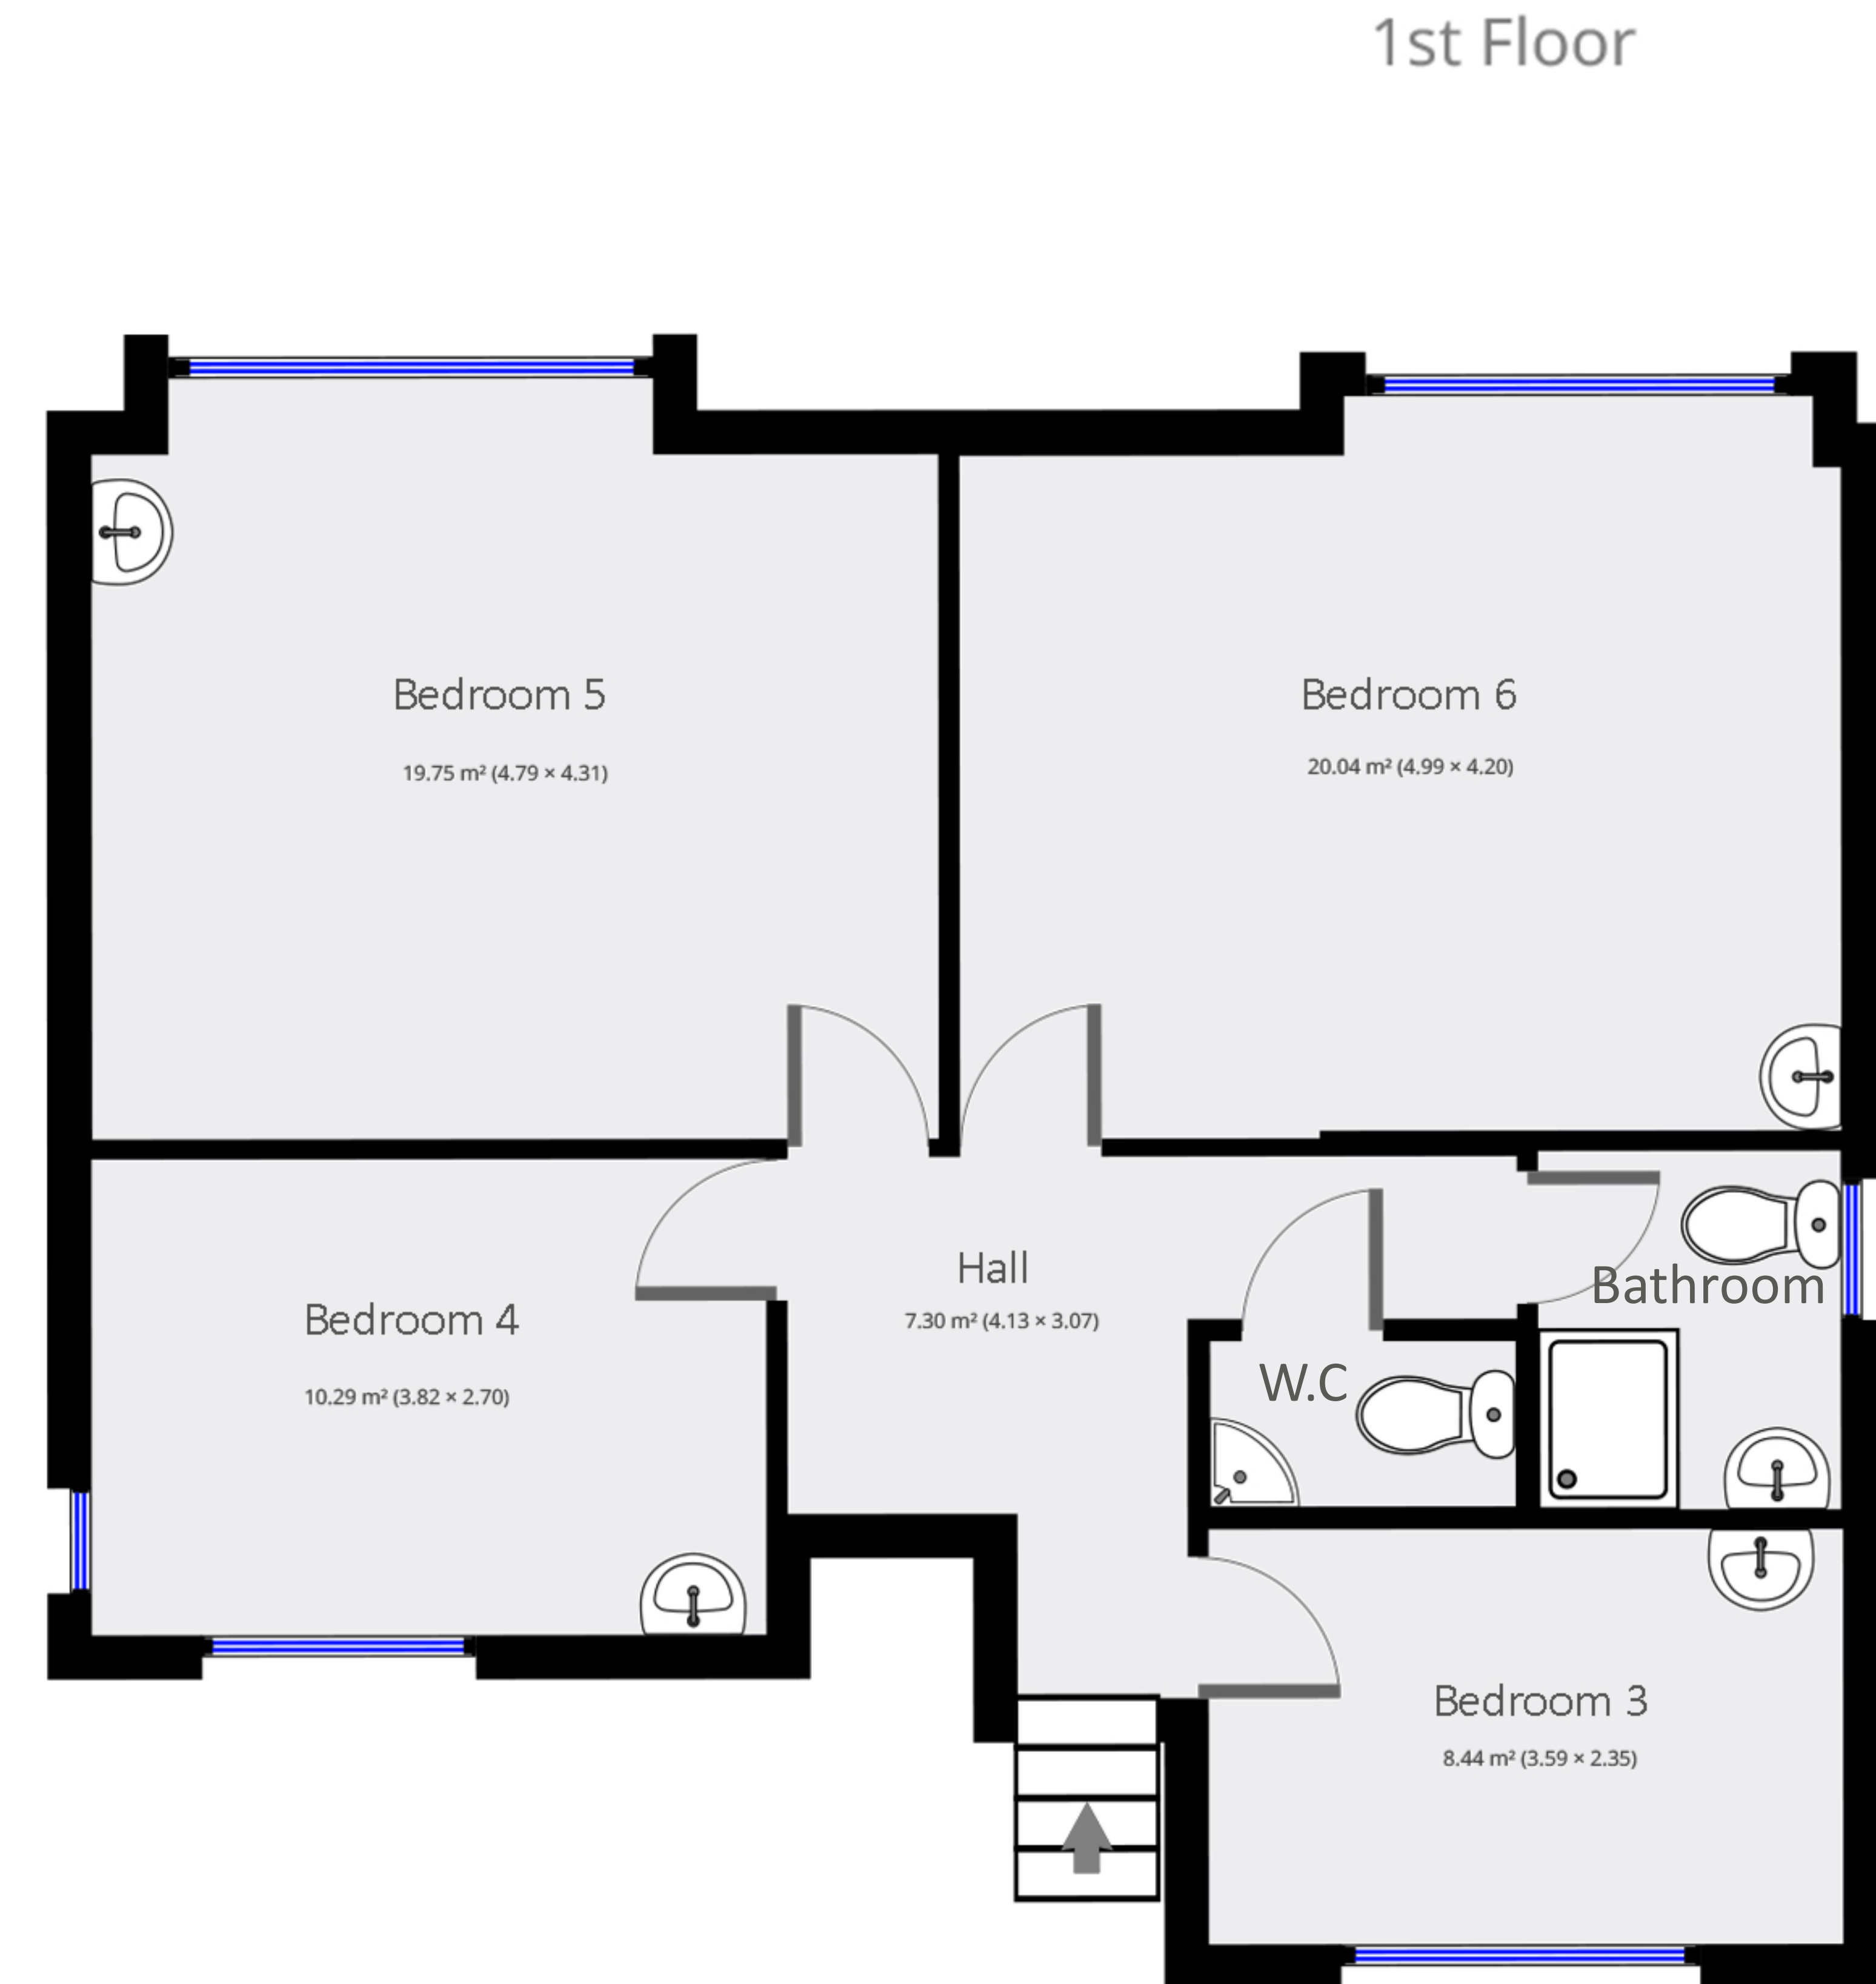 1st Floor
Bedroom 5
19.75 m² (4.79 × 4.31)
Bedroom 6
20.04 m² (4.99 × 4.20)
Hall
7.30 m² (4.13 × 3.07)
Bathroom
Bedroom 4
10.29 m² (3.82 × 2.70)
W.C
Bedroom 3
8.44 m² (3.59 × 2.35)